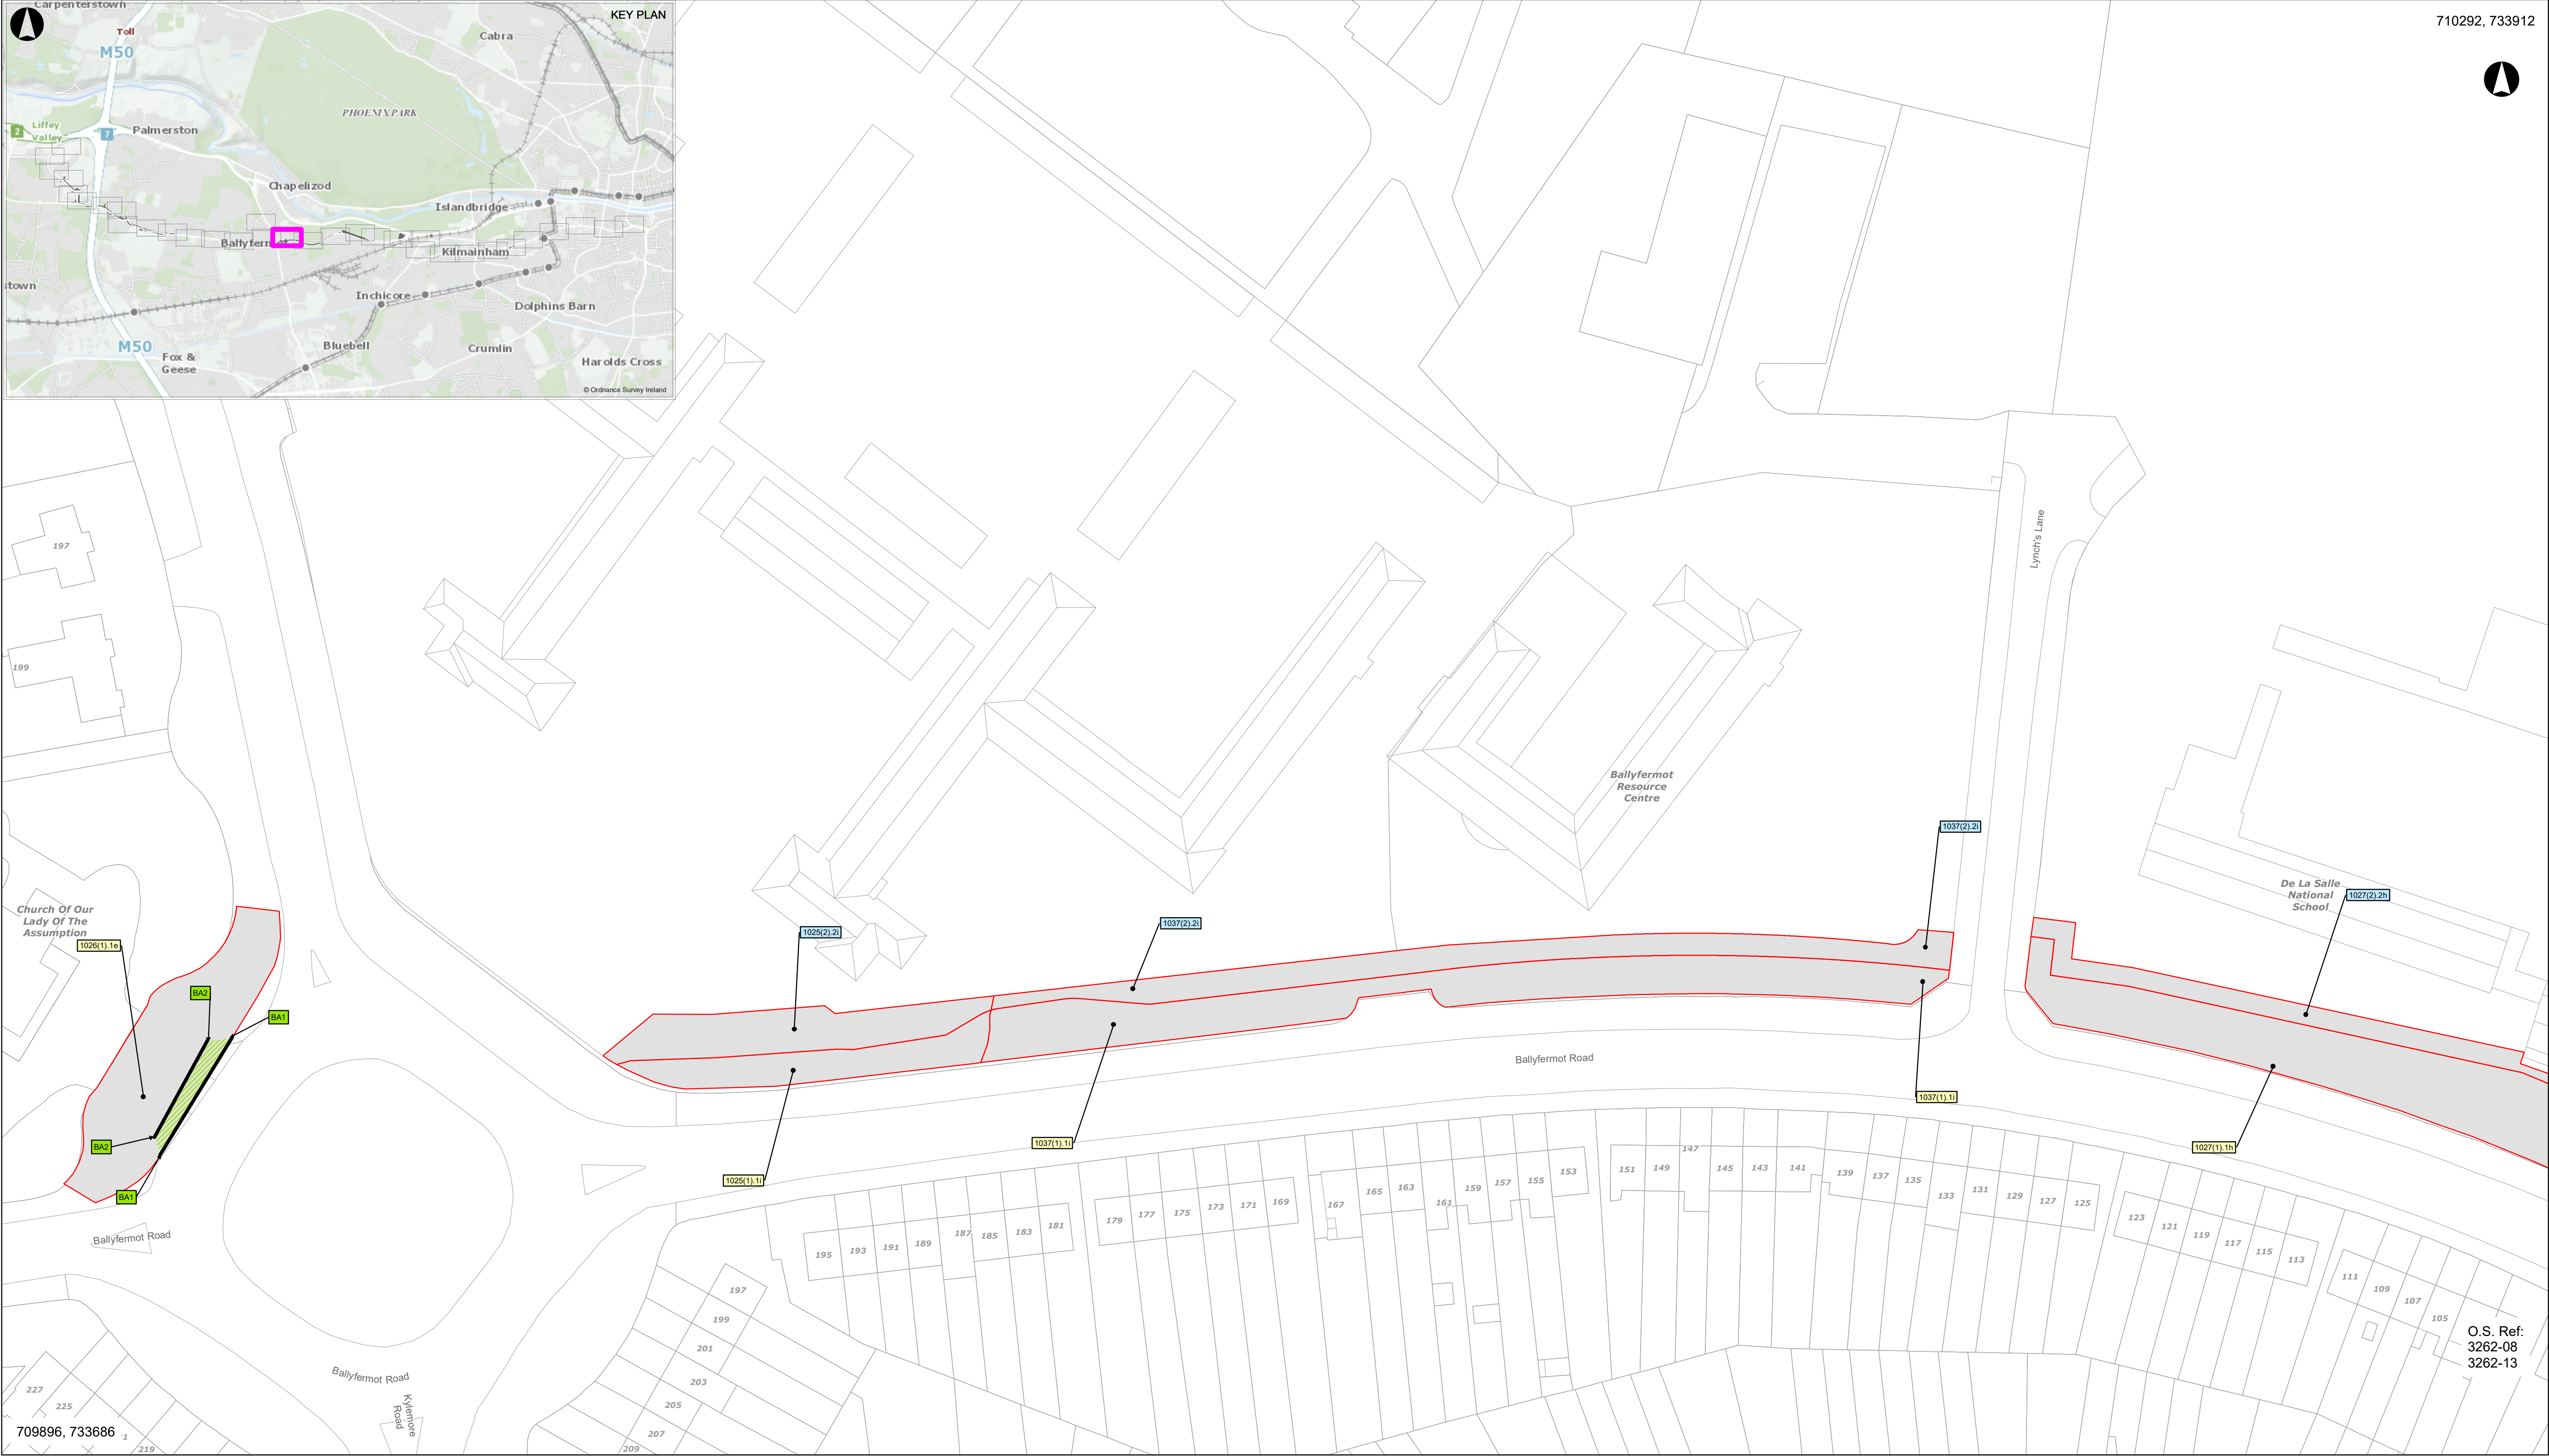 KEY PLAN
Carpenterstown
Toll
M50
Cabra
PHOENIX PARK
2
Liffey
Valley
7
Palmerston
Chapelizod
Islandbridge
Kilmainham
Inchicore
Dolphins Barn
M50
Fox &
Geese
Bluebell
Crumlin
Harolds Cross
© Ordnance Survey Ireland
710292, 733912
197
199
Lynch's Lane
Ballyfermot
Resource
Centre
1037(2).2i
De La Salle
National
School
1027(2).2h
Church Of Our
Lady Of The
Assumption
1026(1).1e
1025(2).2i
1037(2).2i
BA2
BA1
Ballyfermot Road
1037(1).1i
BA2
1037(1).1i
1027(1).1h
1025(1).1i
BA1
Ballyfermot Road
195
193
191
189
187
185
183
181
179
177
175
173
171
169
167
165
163
161
159
157
155
153
151
149
147
145
143
141
139
137
135
133
131
129
127
125
123
121
119
117
115
113
111
109
107
105
197
199
201
203
205
207
209
Ballyfermot Road
Kylemore
Road
227
225
219
O.S. Ref:
3262-08
3262-13
709896, 733686